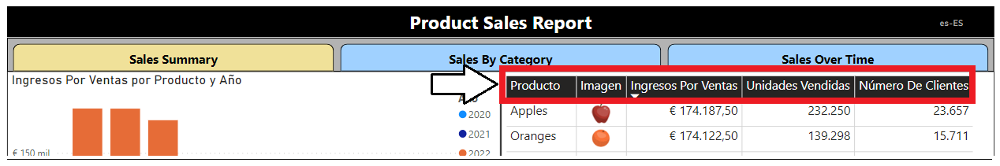 Product Sales Report
es-ES
Sales Summary
Sales By Category
Sales Over Time
Ingresos Por Ventas por Producto y Año
€ 150 mil
2020
2021
2022
Producto Imagen Ingresos Por Ventas Unidades Vendidas Número De Clientes
Apples € 174.187,50 232.250 23.657
Oranges € 174.122,50 139.298 15.711